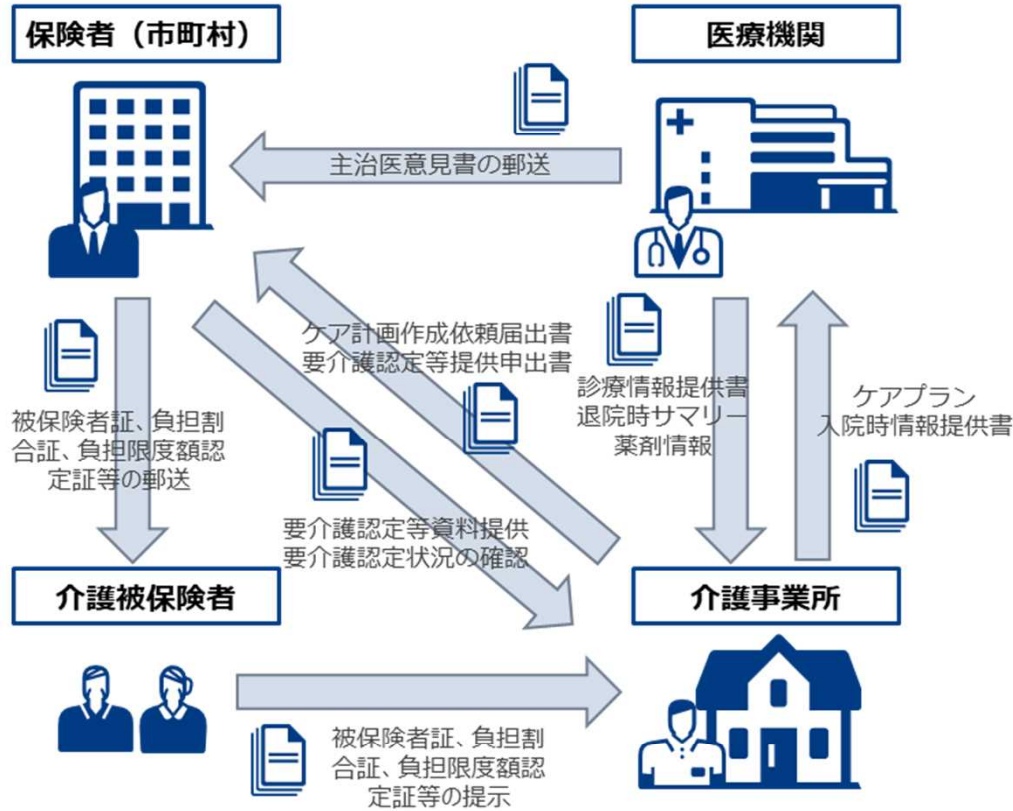 保険者（市町村）
医療機関
主治医意見書の郵送
ケア計画作成依頼届出書
要介護認定等提供申出書
診療情報提供書
退院時サマリー
薬剤情報
ケアプラン
入院時情報提供書
被保険者証、負担割
合証、負担限度額認
定証等の郵送
要介護認定等資料提供
要介護認定状況の確認
介護被保険者
介護事業所
被保険者証、負担割
合証、負担限度額認
定証等の提示